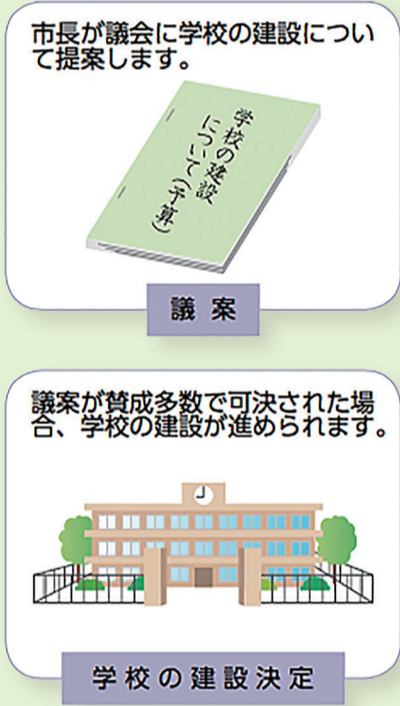 市長が議会に学校の建設につい
て提案します。
学校の建設
について(予算)
議案
議案が賛成多数で可決された場
合、学校の建設が進められます。
学校の建設決定